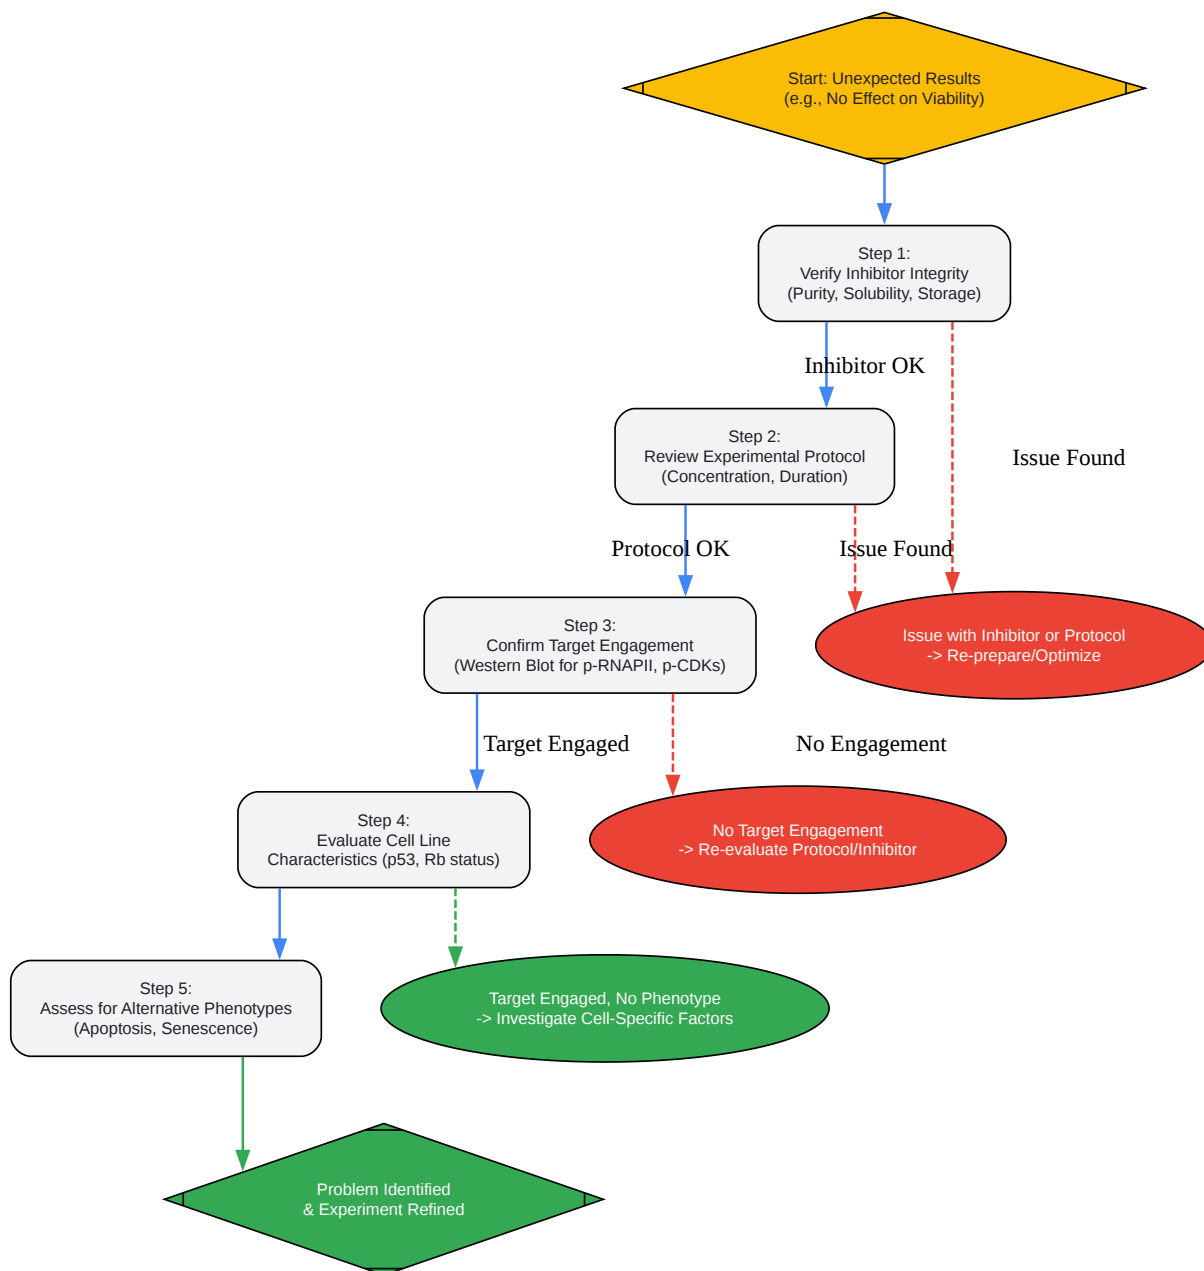 Start: Unexpected Results
(e.g., No Effect on Viability)
Step 1:
Verify Inhibitor Integrity
(Purity, Solubility, Storage)
Inhibitor OK
Step 2:
Review Experimental Protocol
(Concentration, Duration)
Issue Found
Protocol OK
Issue Found
Step 3:
Confirm Target Engagement
(Western Blot for p-RNAPII, p-CDKs)
Issue with Inhibitor or Protocol
-> Re-prepare/Optimize
Target Engaged
No Engagement
Step 4:
Evaluate Cell Line
Characteristics (p53, Rb status)
No Target Engagement
-> Re-evaluate Protocol/Inhibitor
Step 5:
Assess for Alternative Phenotypes
(Apoptosis, Senescence)
Target Engaged, No Phenotype
-> Investigate Cell-Specific Factors
Problem Identified
& Experiment Refined